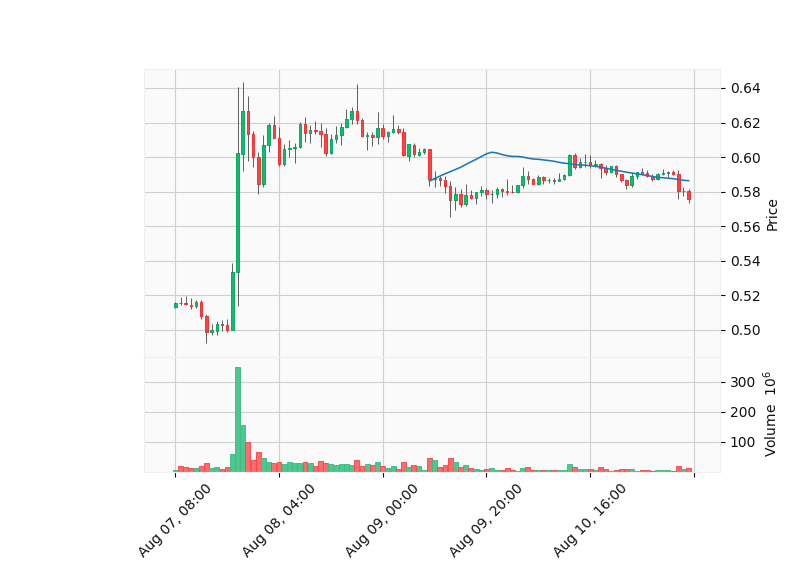 0.64
0.62
0.60
0.58
0.56
0.54
0.52
0.50
Price
300
200
100
Volume 10^6
Aug 07, 08:00
Aug 08, 04:00
Aug 09, 00:00
Aug 09, 20:00
Aug 10, 16:00